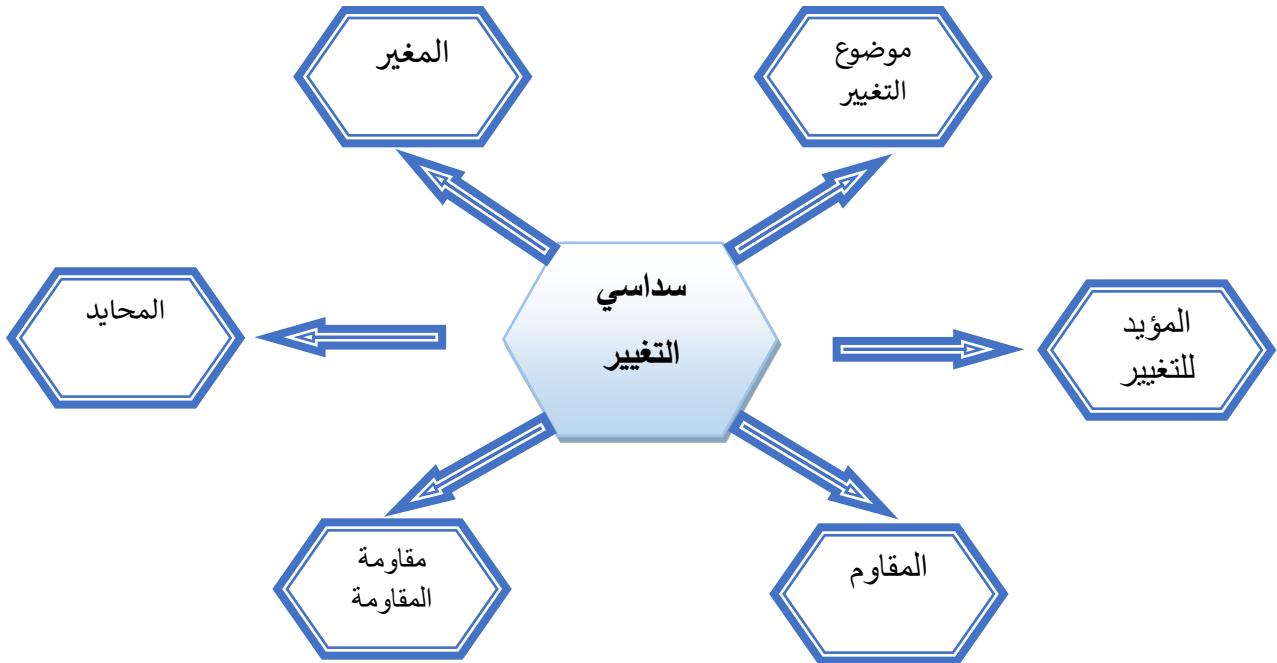 موضوع
التغيير
المغير
سداسي
التغيير
المؤيد
للتغيير
المحايد
المقاوم
مقاومة
المقاومة